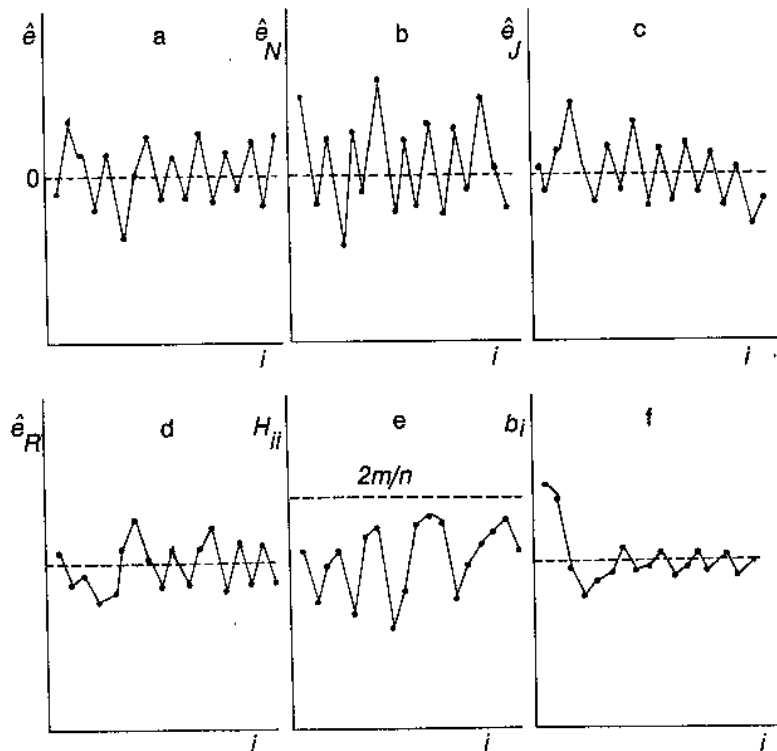 ê a ê_N b ê_J c
0
i i i
ê_R d H_ii e b_i f
2m/n
i i i